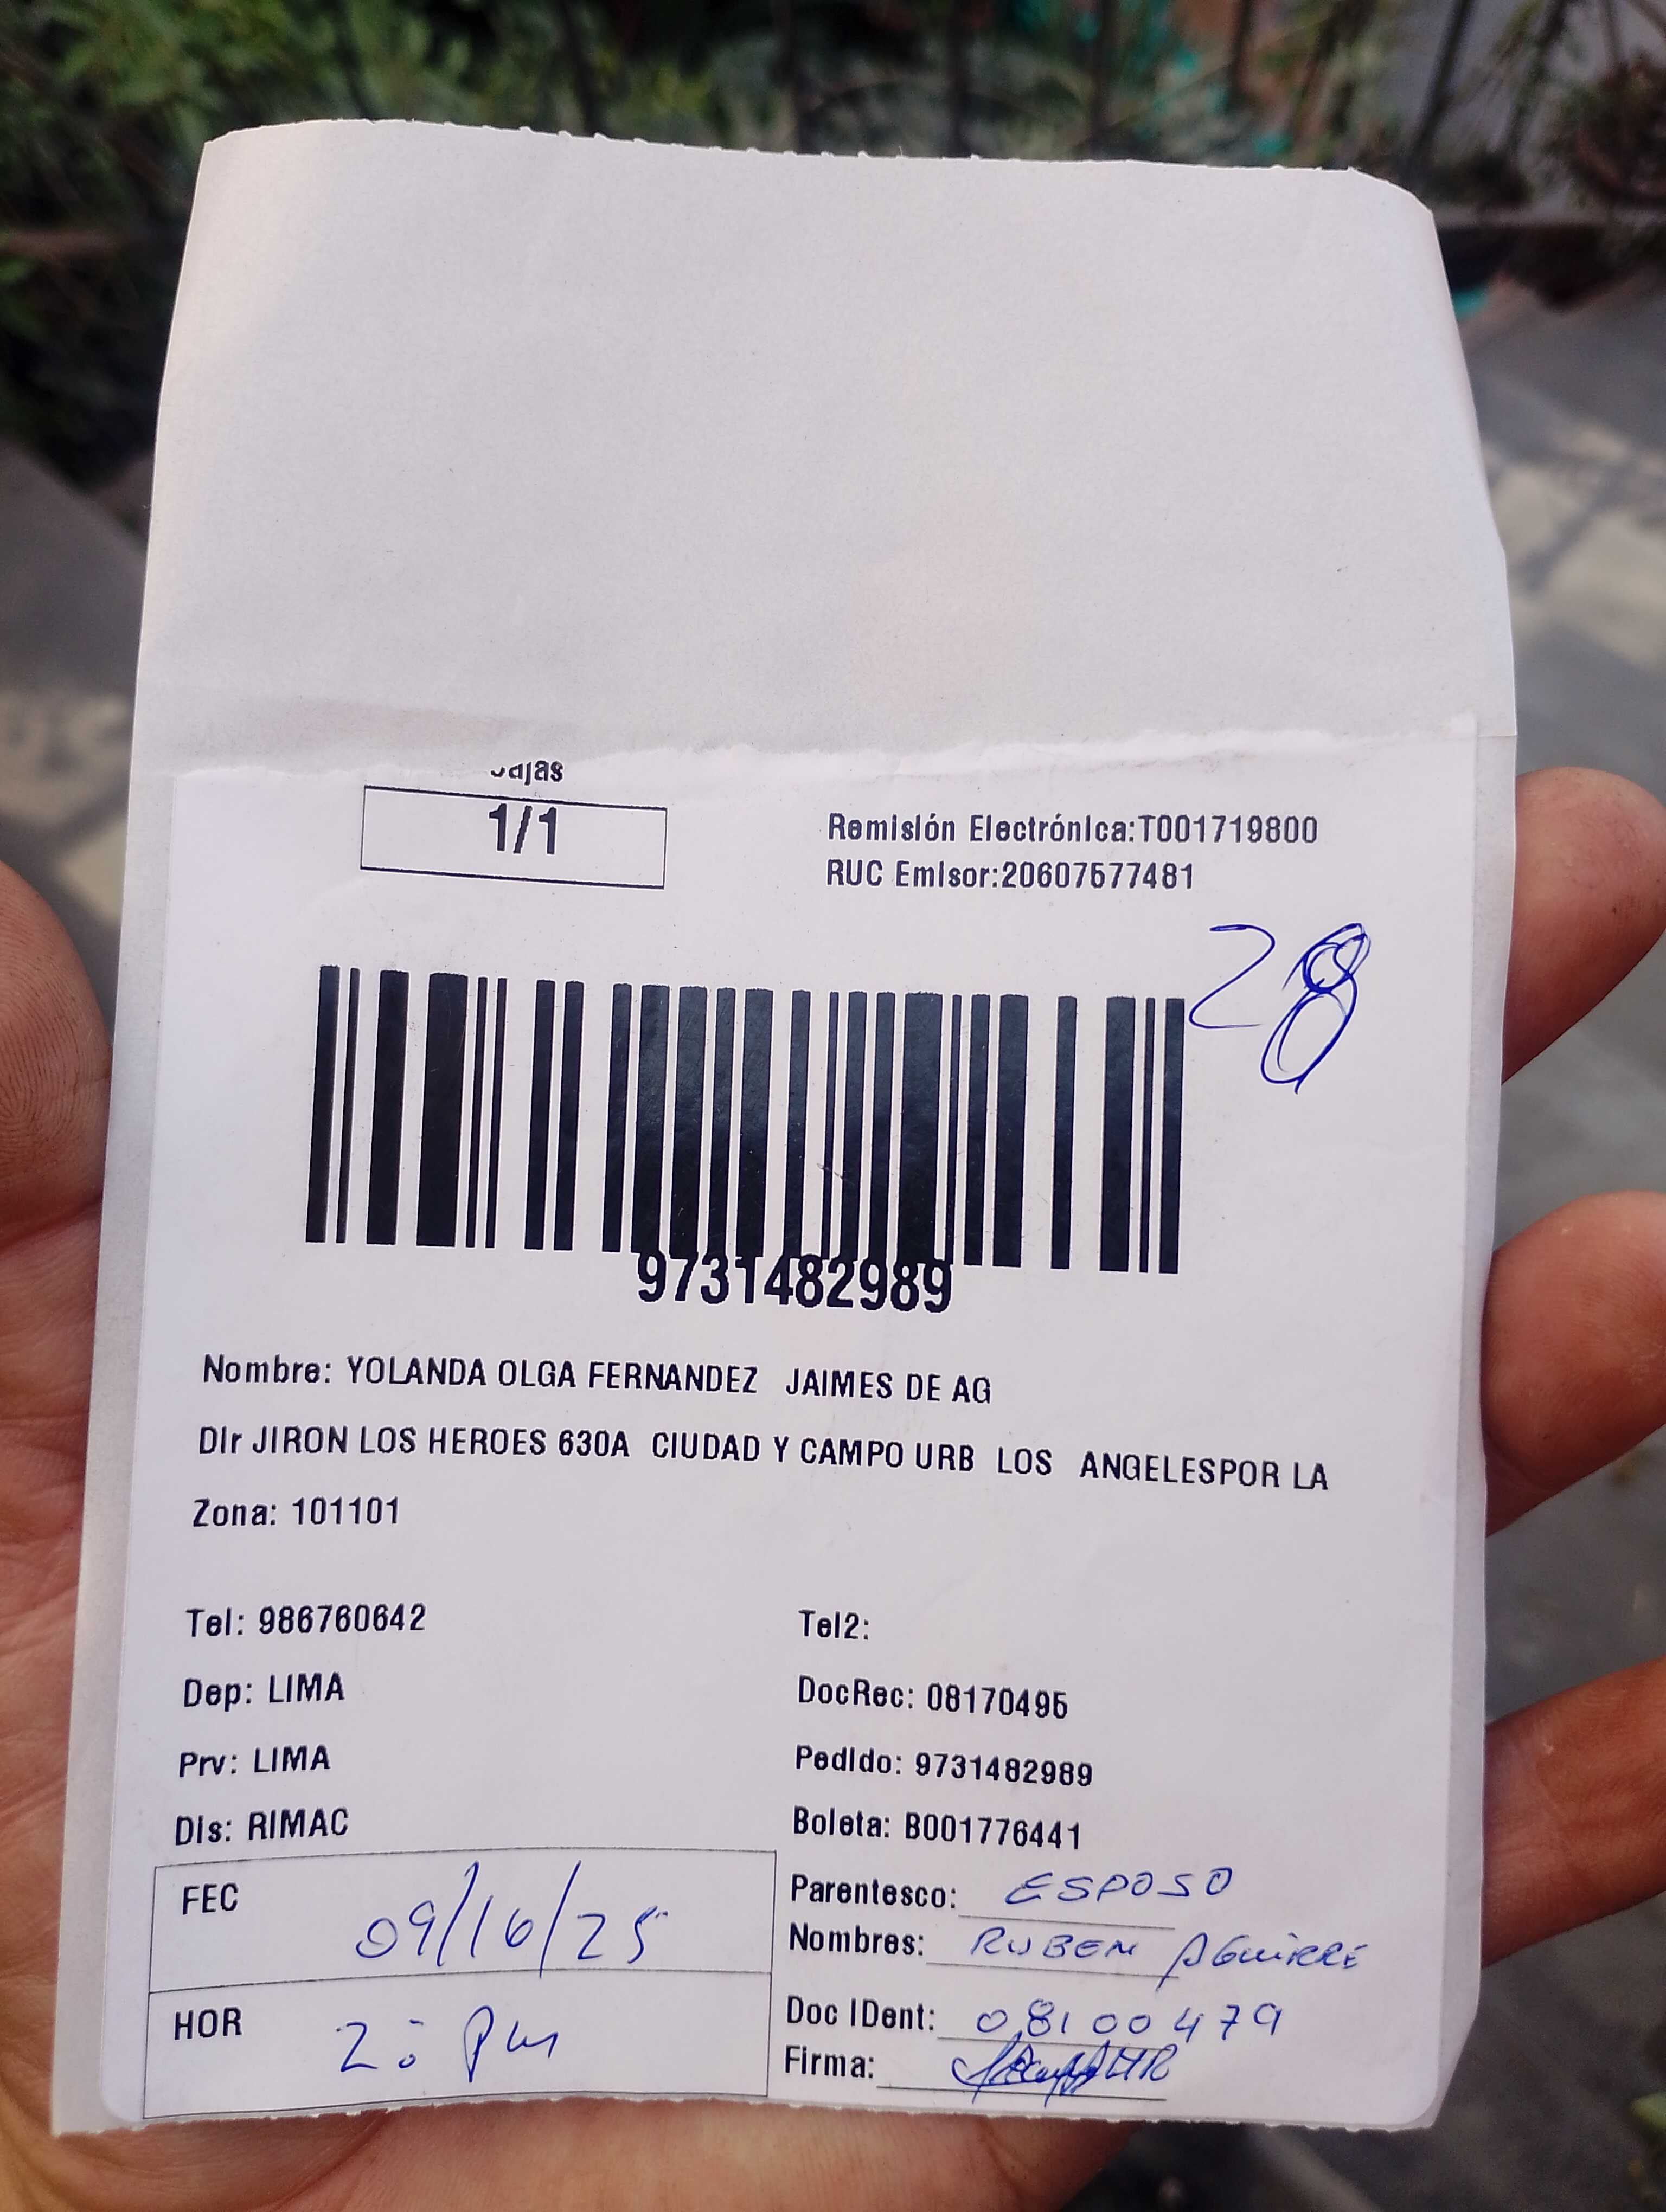 1/1
Remisión Electrónica:T001719800
RUC Emisor:20607577481
28
9731482989
Nombre: YOLANDA OLGA FERNANDEZ JAIMES DE AG
Dir JIRON LOS HEROES 630A CIUDAD Y CAMPO URB LOS ANGELESPOR LA
Zona: 101101
Tel: 986760642
Tel2:
Dep: LIMA
DocRec: 08170495
Prv: LIMA
Pedido: 9731482989
Dis: RIMAC
Boleta: B001776441
FEC 09/16/25
Parentesco: ESPOSO
Nombres: RUBEN AGUIRRE
HOR 2: Pm
Doc IDent: 08100479
Firma: